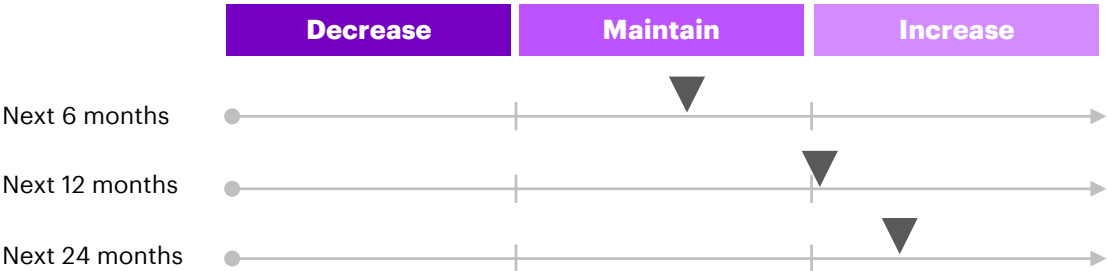 Decrease Maintain Increase
Next 6 months
Next 12 months
Next 24 months